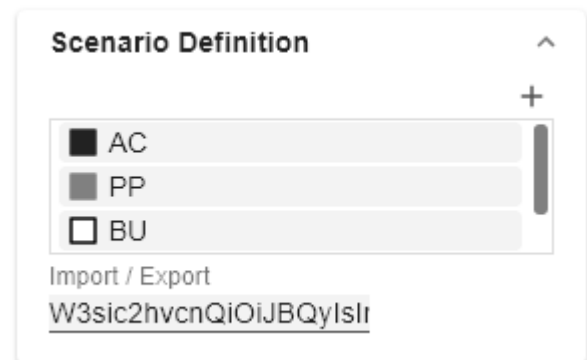 Scenario Definition
+
AC
PP
BU
Import / Export
W3sic2hvcnQiOiJBQyIsIr